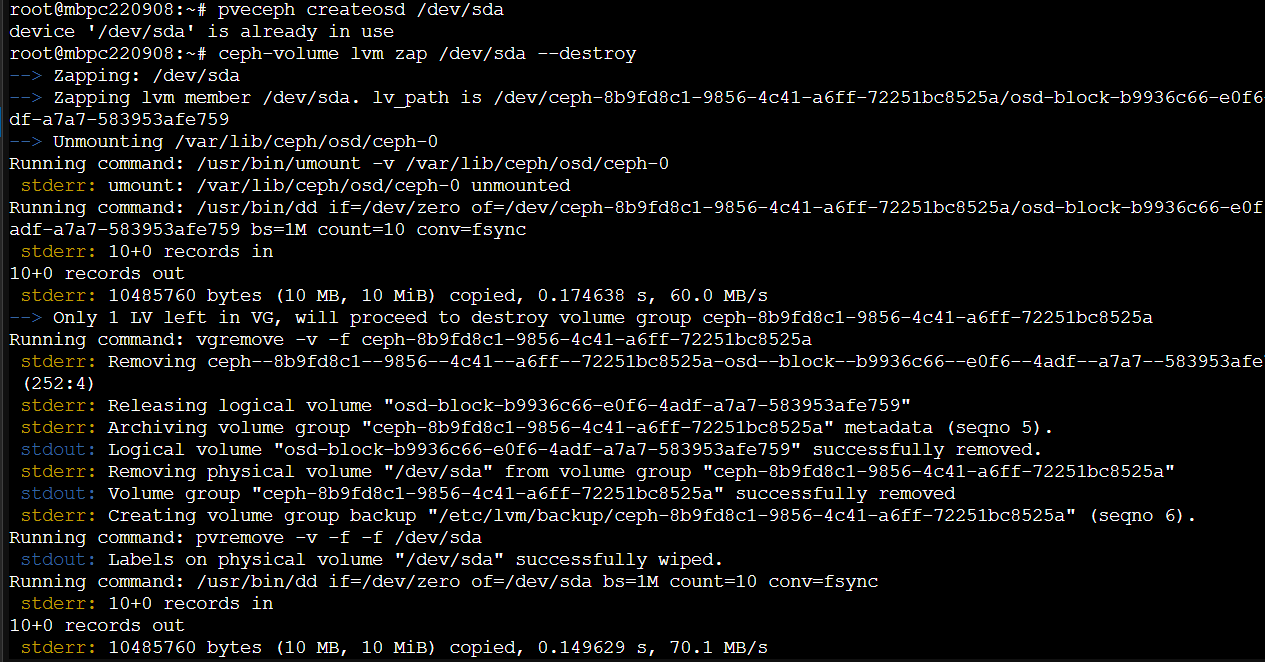 root@mbpc220908:~# pveceph createosd /dev/sda
device '/dev/sda' is already in use
root@mbpc220908:~# ceph-volume lvm zap /dev/sda --destroy
--> Zapping: /dev/sda
--> Zapping lvm member /dev/sda. lv_path is /dev/ceph-8b9fd8c1-9856-4c41-a6ff-72251bc8525a/osd-block-b9936c66-e0f6-
df-a7a7-583953afe759
--> Unmounting /var/lib/ceph/osd/ceph-0
Running command: /usr/bin/umount -v /var/lib/ceph/osd/ceph-0
 stderr: umount: /var/lib/ceph/osd/ceph-0 unmounted
Running command: /usr/bin/dd if=/dev/zero of=/dev/ceph-8b9fd8c1-9856-4c41-a6ff-72251bc8525a/osd-block-b9936c66-e0f
adf-a7a7-583953afe759 bs=1M count=10 conv=fsync
 stderr: 10+0 records in
10+0 records out
 stderr: 10485760 bytes (10 MB, 10 MiB) copied, 0.174638 s, 60.0 MB/s
--> Only 1 LV left in VG, will proceed to destroy volume group ceph-8b9fd8c1-9856-4c41-a6ff-72251bc8525a
Running command: vgremove -v -f ceph-8b9fd8c1-9856-4c41-a6ff-72251bc8525a
 stderr: Removing ceph--8b9fd8c1--9856--4c41--a6ff--72251bc8525a-osd--block--b9936c66--e0f6--4adf--a7a7--583953afe
 (252:4)
 stderr: Releasing logical volume "osd-block-b9936c66-e0f6-4adf-a7a7-583953afe759"
 stderr: Archiving volume group "ceph-8b9fd8c1-9856-4c41-a6ff-72251bc8525a" metadata (seqno 5).
 stdout: Logical volume "osd-block-b9936c66-e0f6-4adf-a7a7-583953afe759" successfully removed.
 stderr: Removing physical volume "/dev/sda" from volume group "ceph-8b9fd8c1-9856-4c41-a6ff-72251bc8525a"
 stdout: Volume group "ceph-8b9fd8c1-9856-4c41-a6ff-72251bc8525a" successfully removed
 stderr: Creating volume group backup "/etc/lvm/backup/ceph-8b9fd8c1-9856-4c41-a6ff-72251bc8525a" (seqno 6).
Running command: pvremove -v -f -f /dev/sda
 stdout: Labels on physical volume "/dev/sda" successfully wiped.
Running command: /usr/bin/dd if=/dev/zero of=/dev/sda bs=1M count=10 conv=fsync
 stderr: 10+0 records in
10+0 records out
 stderr: 10485760 bytes (10 MB, 10 MiB) copied, 0.149629 s, 70.1 MB/s